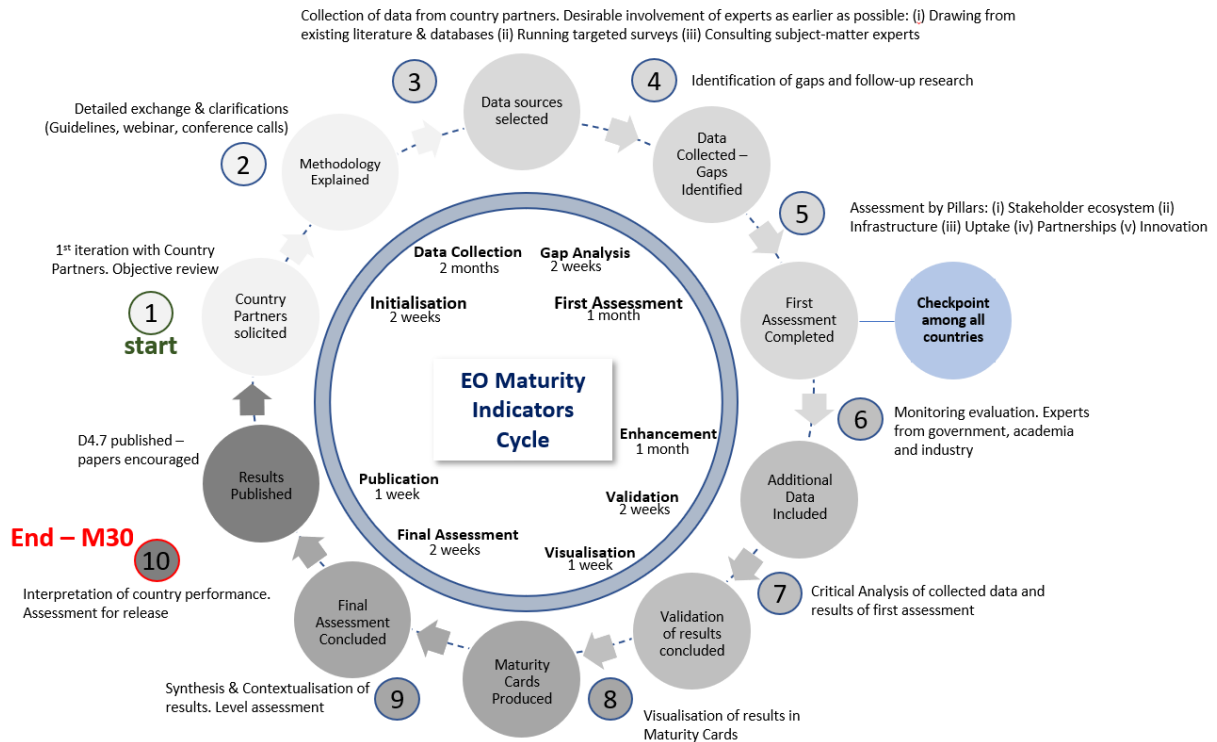 Collection of data from country partners. Desirable involvement of experts as earlier as possible: (i) Drawing from
existing literature & databases (ii) Running targeted surveys (iii) Consulting subject-matter experts
3
Data sources
selected
4
Identification of gaps and follow-up research
Detailed exchange & clarifications
(Guidelines, webinar, conference calls)
2
Methodology
Explained
Data
Collected –
Gaps
Identified
5
Assessment by Pillars: (i) Stakeholder ecosystem (ii)
Infrastructure (iii) Uptake (iv) Partnerships (v) Innovation
1st iteration with Country
Partners. Objective review
1
start
Country
Partners
solicited
Data Collection
2 months
Gap Analysis
2 weeks
Initialisation
2 weeks
First Assessment
1 month
First
Assessment
Completed
Checkpoint
among all
countries
EO Maturity
Indicators
Cycle
6
Monitoring evaluation. Experts
from government, academia
and industry
Enhancement
1 month
D4.7 published –
papers encouraged
Results
Published
Publication
1 week
Validation
2 weeks
Additional
Data
Included
Final Assessment
2 weeks
Visualisation
1 week
End – M30
10
Interpretation of country performance.
Assessment for release
7
Critical Analysis of collected data and
results of first assessment
Final
Assessment
Concluded
Validation
of results
concluded
Maturity
Cards
Produced
Synthesis & Contextualisation of
results. Level assessment
9
8
Visualisation of results in
Maturity Cards